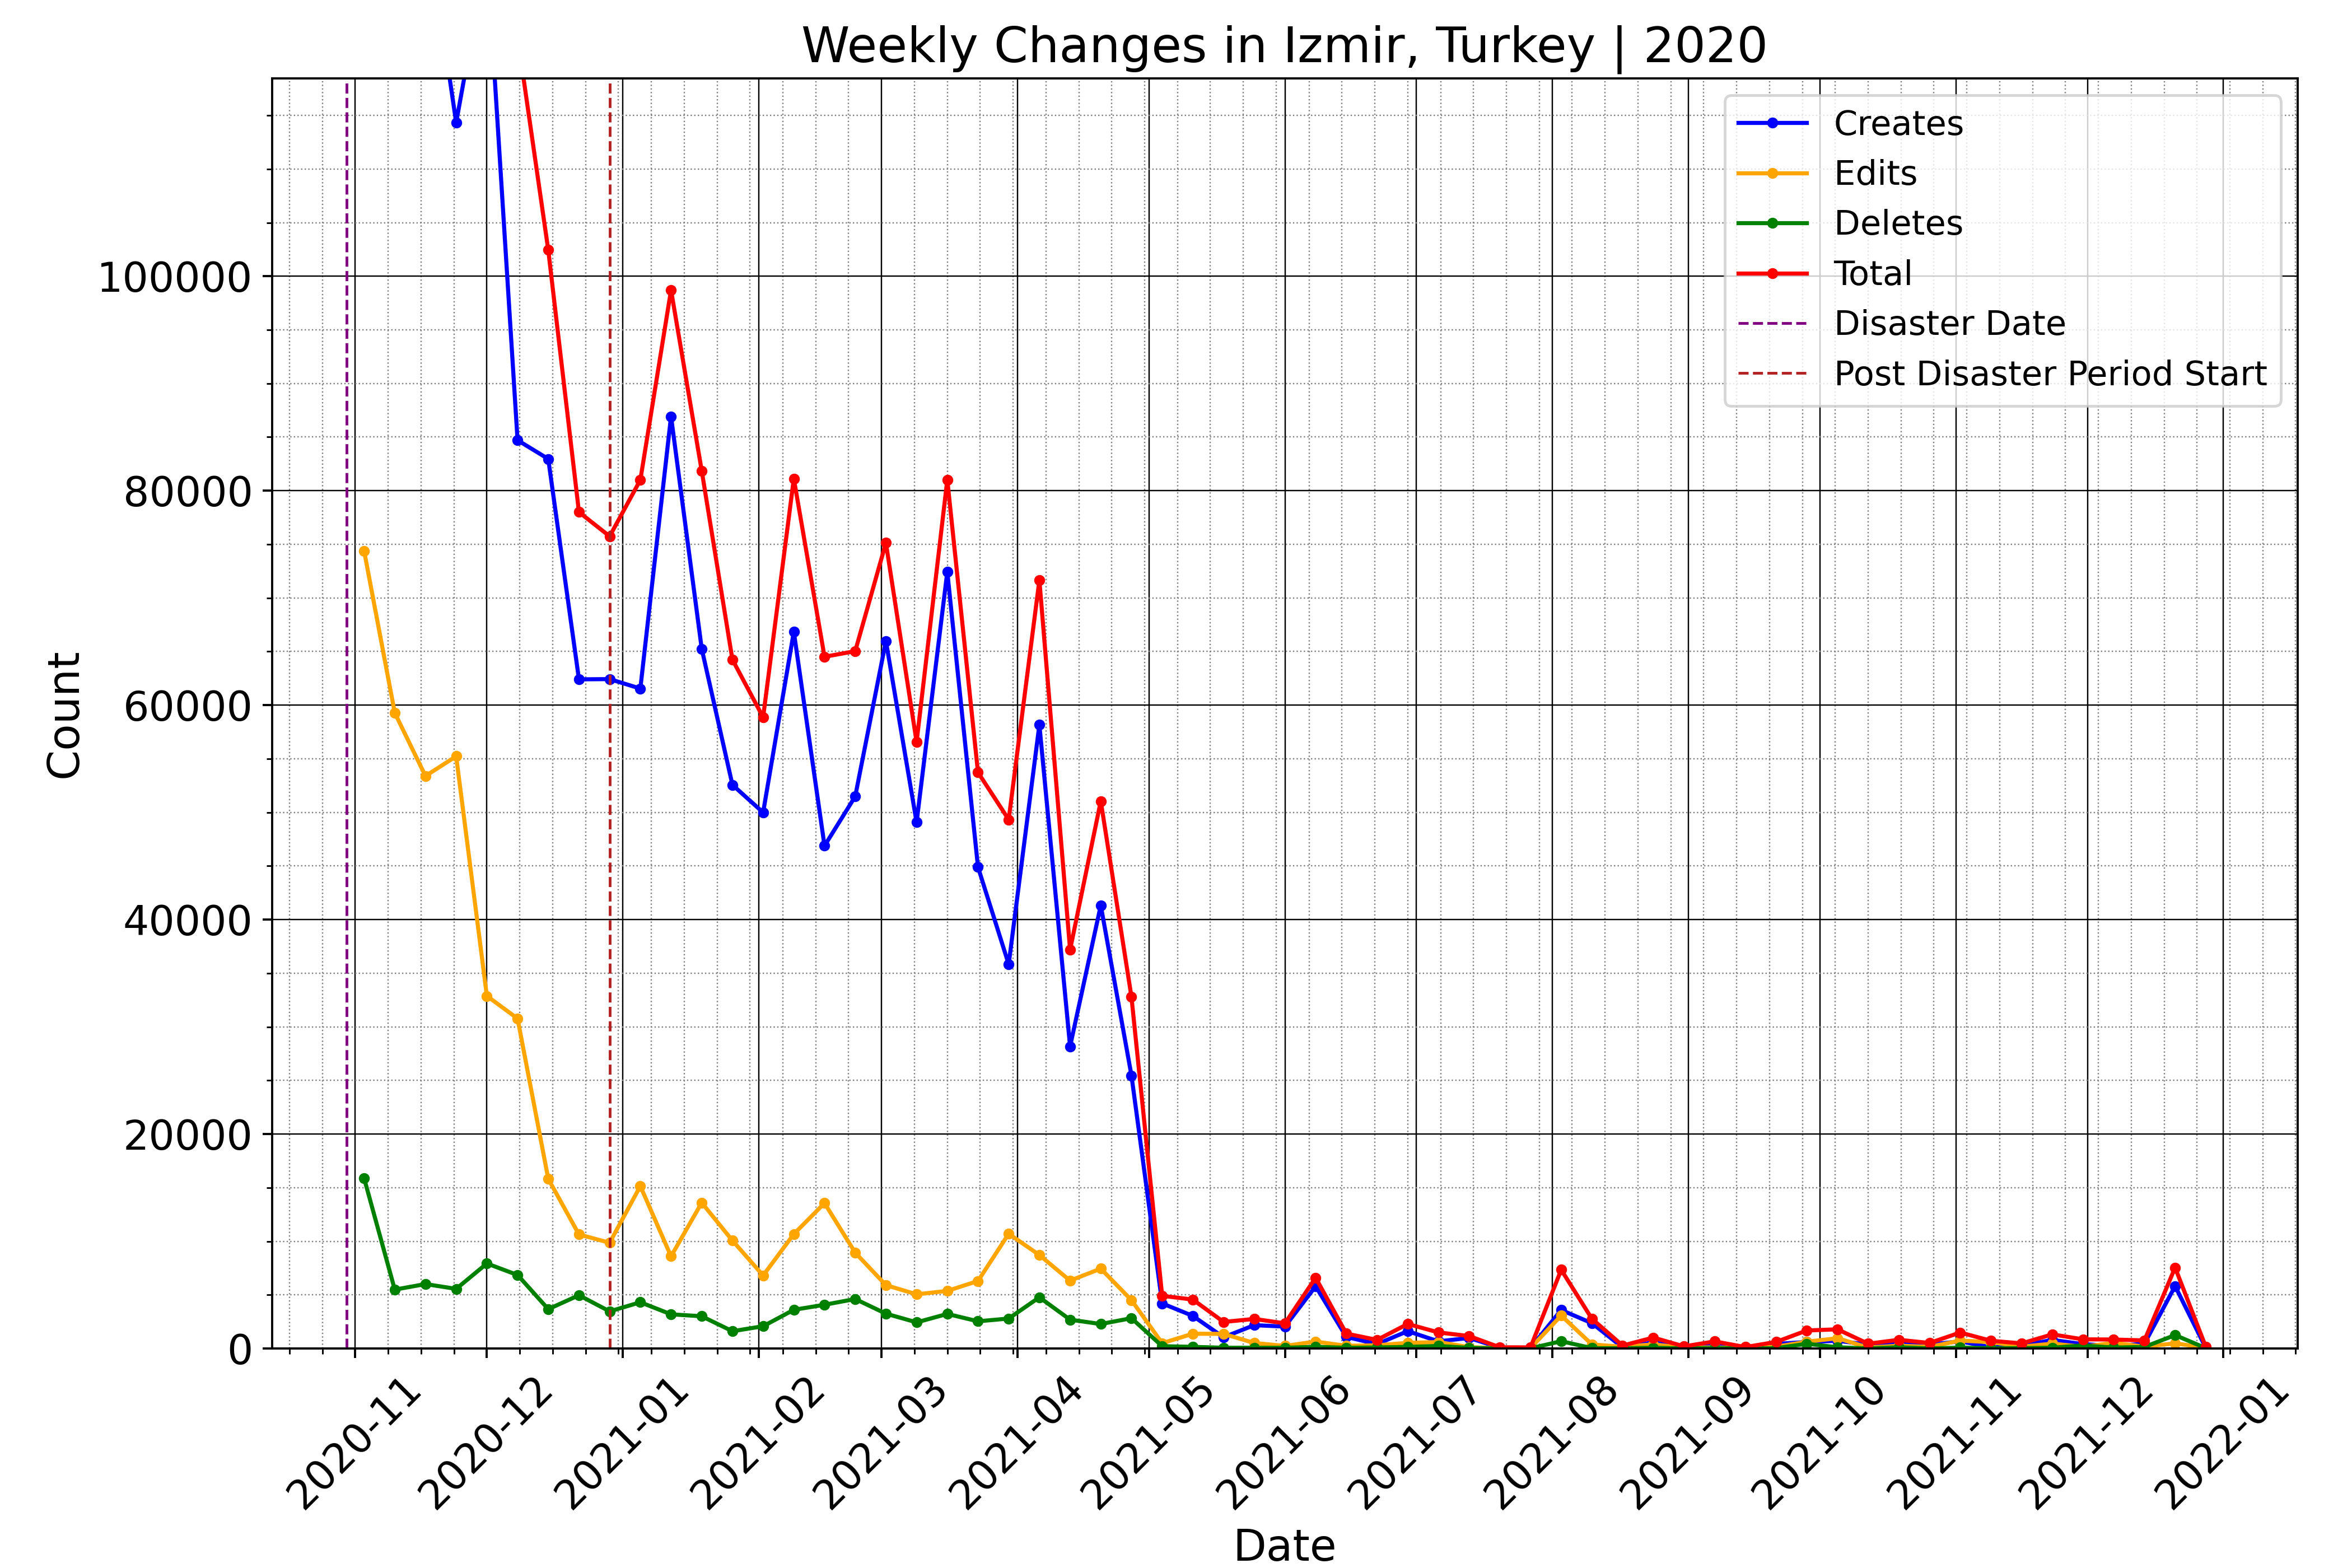 Weekly Changes in Izmir, Turkey | 2020
Creates
Edits
Deletes
Total
Disaster Date
Post Disaster Period Start
Count
100000
80000
60000
40000
20000
0
2020-11
2020-12
2021-01
2021-02
2021-03
2021-04
2021-05
2021-06
2021-07
2021-08
2021-09
2021-10
2021-11
2021-12
2022-01
Date